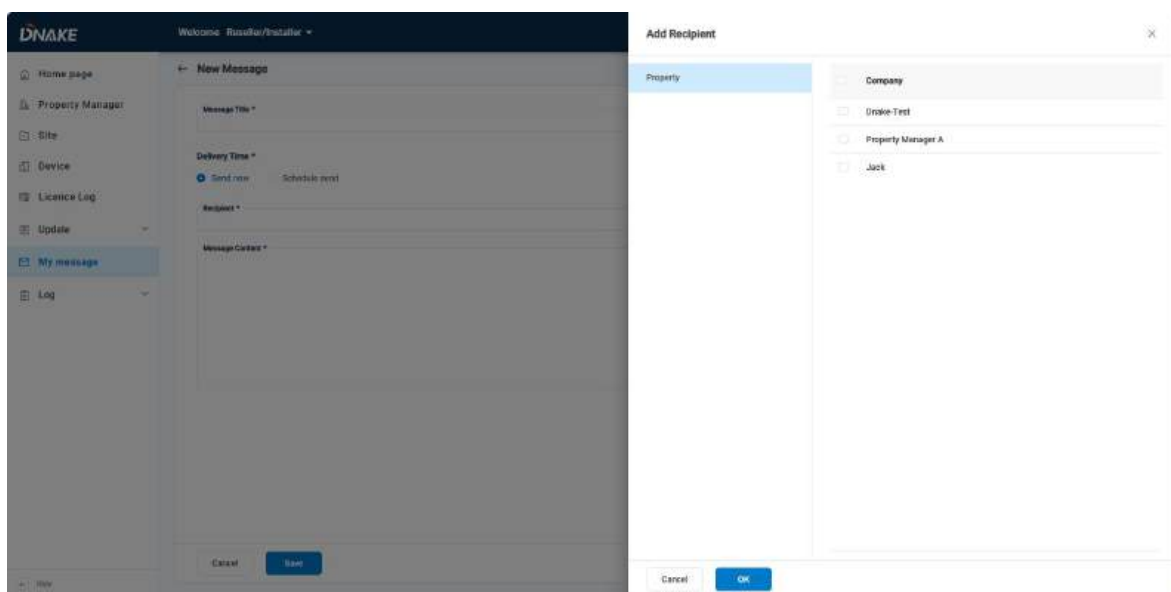 DNAKE
Welcome Reseller/Installer
Home page
Property Manager
Site
Device
Licence Log
Update
My message
Log
← New Message
Message Title *
Delivery Time *
Send now
Schedule send
Recipient *
Message Content *
Cancel
Save
Add Recipient
×
Property
Company
Dnake-Test
Property Manager A
Jack
Cancel
OK